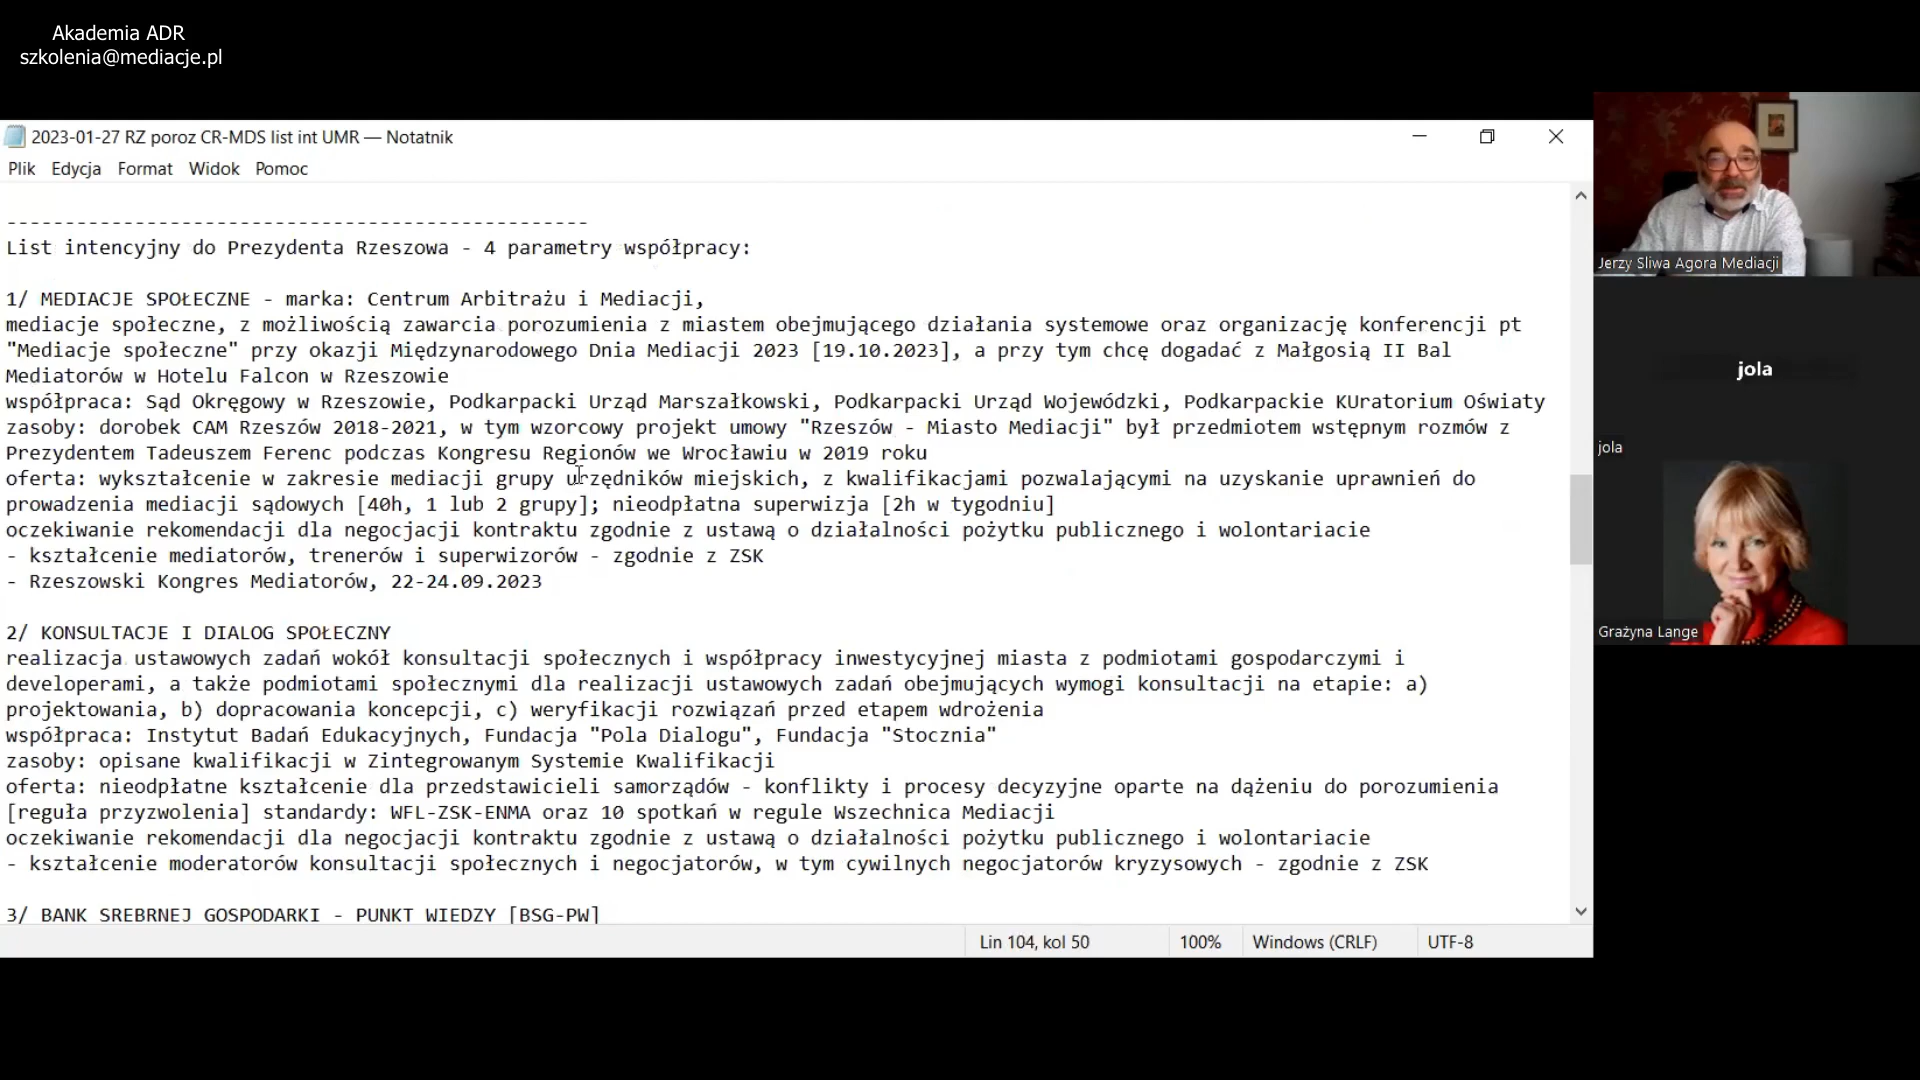 Akademia ADR
szkolenia@mediacje.pl
2023-01-27 RZ poroz CR-MDS list int UMR — Notatnik
Plik Edycja Format Widok Pomoc
--------------------------------------------------
List intencyjny do Prezydenta Rzeszowa - 4 parametry współpracy:
1/ MEDIACJE SPOŁECZNE - marka: Centrum Arbitrażu i Mediacji,
mediacje społeczne, z możliwością zawarcia porozumienia z miastem obejmującego działania systemowe oraz organizację konferencji pt
"Mediacje społeczne" przy okazji Międzynarodowego Dnia Mediacji 2023 [19.10.2023], a przy tym chcę dogadać z Małgosią II Bal
Mediatorów w Hotelu Falcon w Rzeszowie
współpraca: Sąd Okręgowy w Rzeszowie, Podkarpacki Urząd Marszałkowski, Podkarpacki Urząd Wojewódzki, Podkarpackie KUratorium Oświaty
zasoby: dorobek CAM Rzeszów 2018-2021, w tym wzorcowy projekt umowy "Rzeszów - Miasto Mediacji" był przedmiotem wstępnym rozmów z
Prezydentem Tadeuszem Ferenc podczas Kongresu Regionów we Wrocławiu w 2019 roku
oferta: wykształcenie w zakresie mediacji grupy urzędników miejskich, z kwalifikacjami pozwalającymi na uzyskanie uprawnień do
prowadzenia mediacji sądowych [40h, 1 lub 2 grupy]; nieodpłatna superwizja [2h w tygodniu]
oczekiwanie rekomendacji dla negocjacji kontraktu zgodnie z ustawą o działalności pożytku publicznego i wolontariacie
- kształcenie mediatorów, trenerów i superwizorów - zgodnie z ZSK
- Rzeszowski Kongres Mediatorów, 22-24.09.2023
2/ KONSULTACJE I DIALOG SPOŁECZNY
realizacja ustawowych zadań wokół konsultacji społecznych i współpracy inwestycyjnej miasta z podmiotami gospodarczymi i
developerami, a także podmiotami społecznymi dla realizacji ustawowych zadań obejmujących wymogi konsultacji na etapie: a)
projektowania, b) dopracowania koncepcji, c) weryfikacji rozwiązań przed etapem wdrożenia
współpraca: Instytut Badań Edukacyjnych, Fundacja "Pola Dialogu", Fundacja "Stocznia"
zasoby: opisane kwalifikacji w Zintegrowanym Systemie Kwalifikacji
oferta: nieodpłatne kształcenie dla przedstawicieli samorządów - konflikty i procesy decyzyjne oparte na dążeniu do porozumienia
[reguła przyzwolenia] standardy: WFL-ZSK-ENMA oraz 10 spotkań w regule Wszechnica Mediacji
oczekiwanie rekomendacji dla negocjacji kontraktu zgodnie z ustawą o działalności pożytku publicznego i wolontariacie
- kształcenie moderatorów konsultacji społecznych i negocjatorów, w tym cywilnych negocjatorów kryzysowych - zgodnie z ZSK
3/ BANK SREBRNEJ GOSPODARKI - PUNKT WIEDZY [BSG-PW]
Lin 104, kol 50 100% Windows (CRLF) UTF-8
Jerzy Sliwa Agora Mediacji
jola
jola
Grażyna Lange